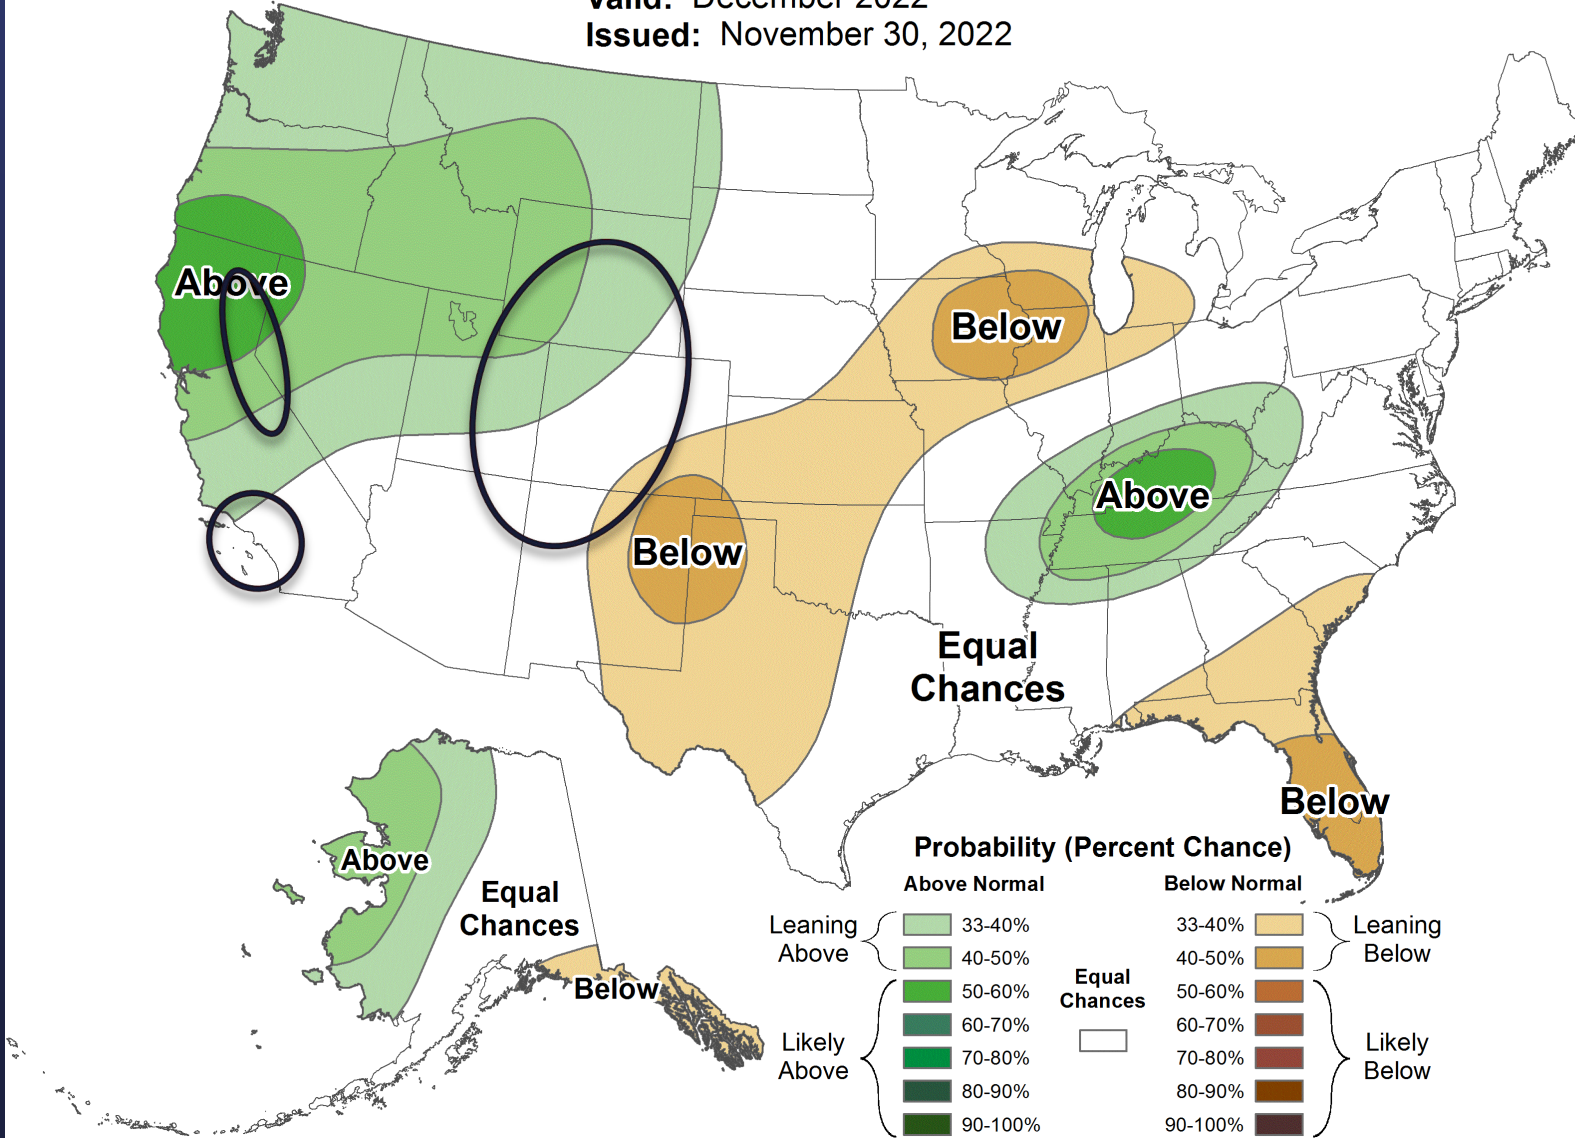 Valid: December 2022
Issued: November 30, 2022
Above
Below
Above
Below
Equal
Chances
Below
Above
Equal
Chances
Below
Probability (Percent Chance)
Above Normal
Below Normal
Leaning
Above
33-40%
40-50%
50-60%
60-70%
70-80%
80-90%
90-100%
Likely
Above
Equal
Chances
33-40%
40-50%
50-60%
60-70%
70-80%
80-90%
90-100%
Leaning
Below
Likely
Below